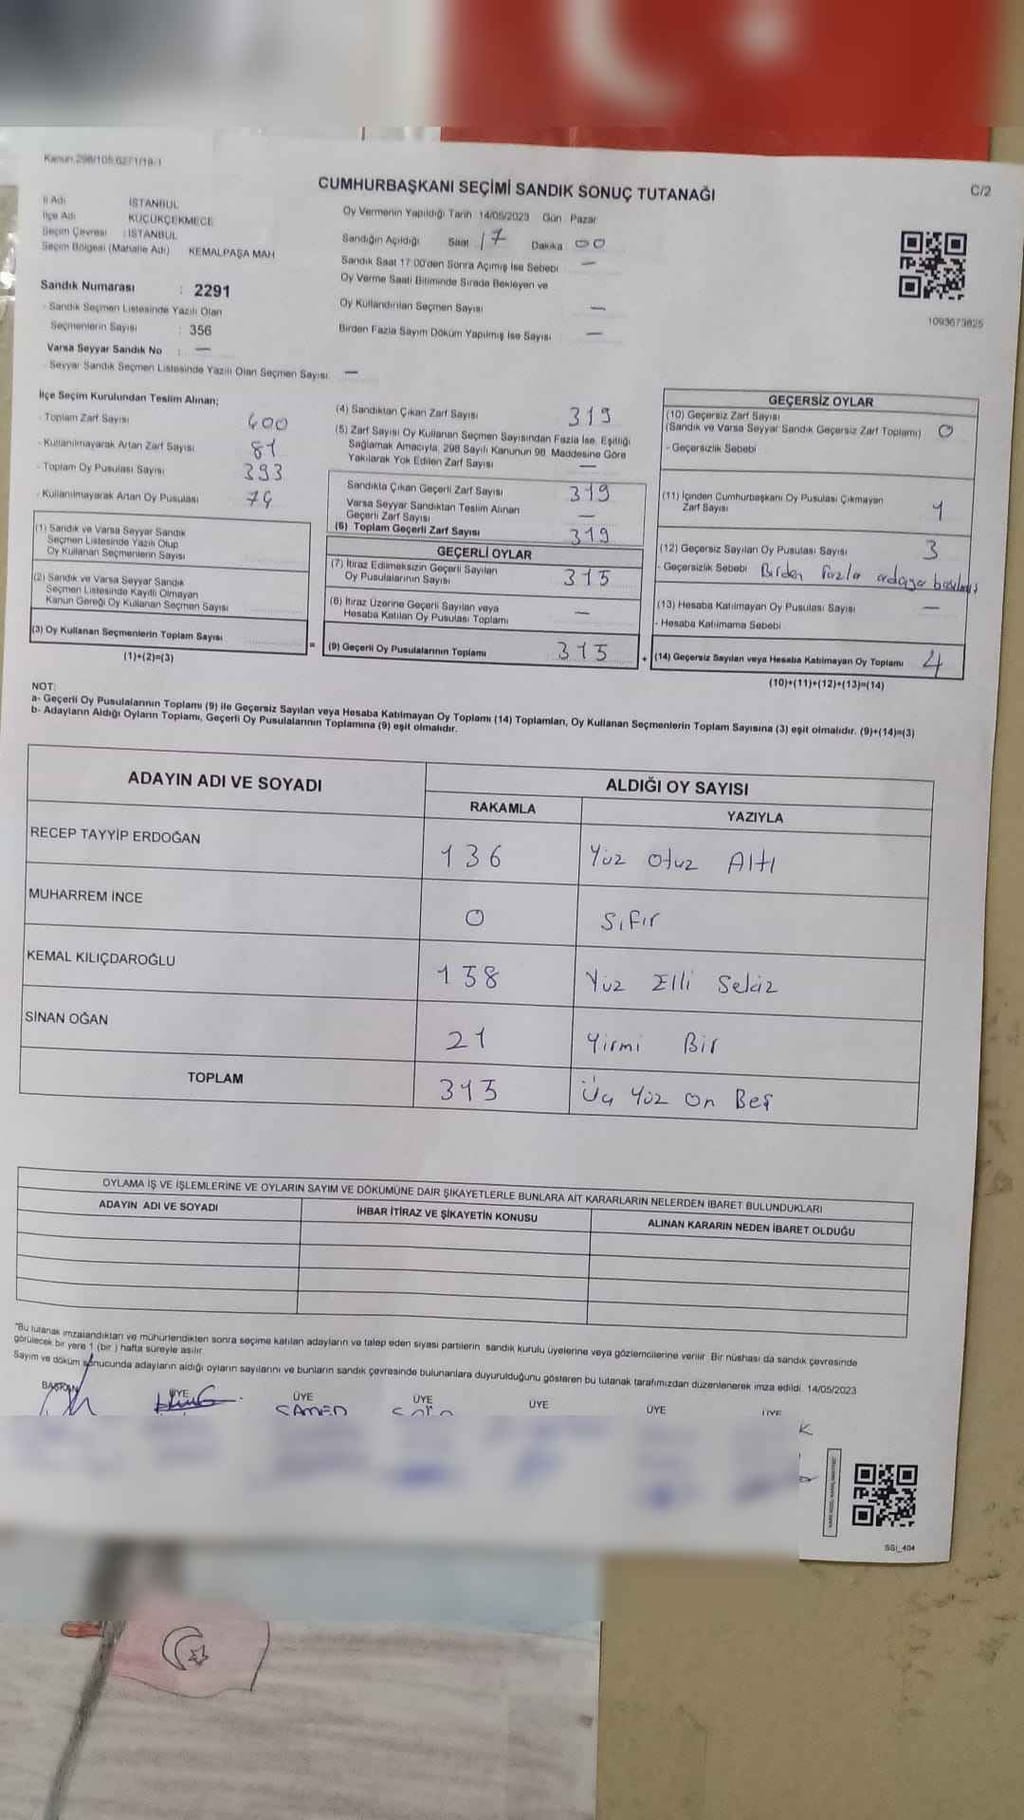 Kanun:298/105;6271/18-1
CUMHURBAŞKANI SEÇİMİ SANDIK SONUÇ TUTANAĞI
C/2
İl Adı : İSTANBUL
İlçe Adı KÜÇÜKÇEKMECE
Seçim Çevresi : İSTANBUL
Seçim Bölgesi (Mahalle Adı) KEMALPAŞA MAH
Sandık Numarası : 2291
- Sandık Seçmen Listesinde Yazılı Olan
Seçmenlerin Sayısı : 356
Varsa Seyyar Sandık No : —
- Seyyar Sandık Seçmen Listesinde Yazılı Olan Seçmen Sayısı: —
Oy Vermenin Yapıldığı Tarih 14/05/2023 Gün Pazar
Sandığın Açıldığı Saat 17 Dakika 00
Sandık Saat 17:00'den Sonra Açılmış İse Sebebi —
Oy Verme Saati Bitiminde Sırada Bekleyen ve
Oy Kullandırılan Seçmen Sayısı —
Birden Fazla Sayım Döküm Yapılmış İse Sayısı —
1093673625
İlçe Seçim Kurulundan Teslim Alınan;
- Toplam Zarf Sayısı 400
- Kullanılmayarak Artan Zarf Sayısı 81
- Toplam Oy Pusulası Sayısı 393
- Kullanılmayarak Artan Oy Pusulası 74
(1) Sandık ve Varsa Seyyar Sandık
Seçmen Listesinde Yazılı Olup
Oy Kullanan Seçmenlerin Sayısı
(2) Sandık ve Varsa Seyyar Sandık
Seçmen Listesinde Kayıtlı Olmayan
Kanun Gereği Oy Kullanan Seçmen Sayısı
(3) Oy Kullanan Seçmenlerin Toplam Sayısı
(1)+(2)=(3)
(4) Sandıktan Çıkan Zarf Sayısı 319
(5) Zarf Sayısı Oy Kullanan Seçmen Sayısından Fazla İse, Eşitliği
Sağlamak Amacıyla, 298 Sayılı Kanunun 98. Maddesine Göre
Yakılarak Yok Edilen Zarf Sayısı —
Sandıkta Çıkan Geçerli Zarf Sayısı 319
Varsa Seyyar Sandıktan Teslim Alınan
Geçerli Zarf Sayısı —
(6) Toplam Geçerli Zarf Sayısı 319
GEÇERLİ OYLAR
(7) İtiraz Edilmeksizin Geçerli Sayılan
Oy Pusulalarının Sayısı 315
(8) İtiraz Üzerine Geçerli Sayılan veya
Hesaba Katılan Oy Pusulası Toplamı —
= (9) Geçerli Oy Pusulalarının Toplamı 315
GEÇERSİZ OYLAR
(10) Geçersiz Zarf Sayısı
(Sandık ve Varsa Seyyar Sandık Geçersiz Zarf Toplamı) 0
- Geçersizlik Sebebi
(11) İçinden Cumhurbaşkanı Oy Pusulası Çıkmayan
Zarf Sayısı 1
(12) Geçersiz Sayılan Oy Pusulası Sayısı 3
- Geçersizlik Sebebi Birden fazla adaya
(13) Hesaba Katılmayan Oy Pusulası Sayısı —
- Hesaba Katılmama Sebebi
+ (14) Geçersiz Sayılan veya Hesaba Katılmayan Oy Toplamı 4
(10)+(11)+(12)+(13)=(14)
NOT:
a- Geçerli Oy Pusulalarının Toplamı (9) ile Geçersiz Sayılan veya Hesaba Katılmayan Oy Toplamı (14) Toplamları, Oy Kullanan Seçmenlerin Toplam Sayısına (3) eşit olmalıdır. (9)+(14)=(3)
b- Adayların Aldığı Oyların Toplamı, Geçerli Oy Pusulalarının Toplamına (9) eşit olmalıdır.
ADAYIN ADI VE SOYADI ALDIĞI OY SAYISI
RAKAMLA YAZIYLA
RECEP TAYYİP ERDOĞAN 136 Yüz Otuz Altı
MUHARREM İNCE 0 Sıfır
KEMAL KILIÇDAROĞLU 158 Yüz Elli Sekiz
SİNAN OĞAN 21 Yirmi Bir
TOPLAM 315 Üç Yüz On Beş
OYLAMA İŞ VE İŞLEMLERİNE VE OYLARIN SAYIM VE DÖKÜMÜNE DAİR ŞİKAYETLERLE BUNLARA AİT KARARLARIN NELERDEN İBARET BULUNDUKLARI
ADAYIN ADI VE SOYADI İHBAR İTİRAZ VE ŞİKAYETİN KONUSU ALINAN KARARIN NEDEN İBARET OLDUĞU
"Bu tutanak imzalandıktan ve mühürlendikten sonra seçime katılan adayların ve talep eden siyasi partilerin sandık kurulu üyelerine veya gözlemcilerine verilir. Bir nüshası da sandık çevresinde
görülecek bir yere 1 (bir ) hafta süreyle asılır.
Sayım ve döküm sonucunda adayların aldığı oyların sayılarını ve bunların sandık çevresinde bulunanlara duyurulduğunu gösteren bu tutanak tarafımızdan düzenlenerek imza edildi. 14/05/2023
BAŞKAN ÜYE ÜYE ÜYE ÜYE ÜYE ÜYE
SAMED
SGI_404